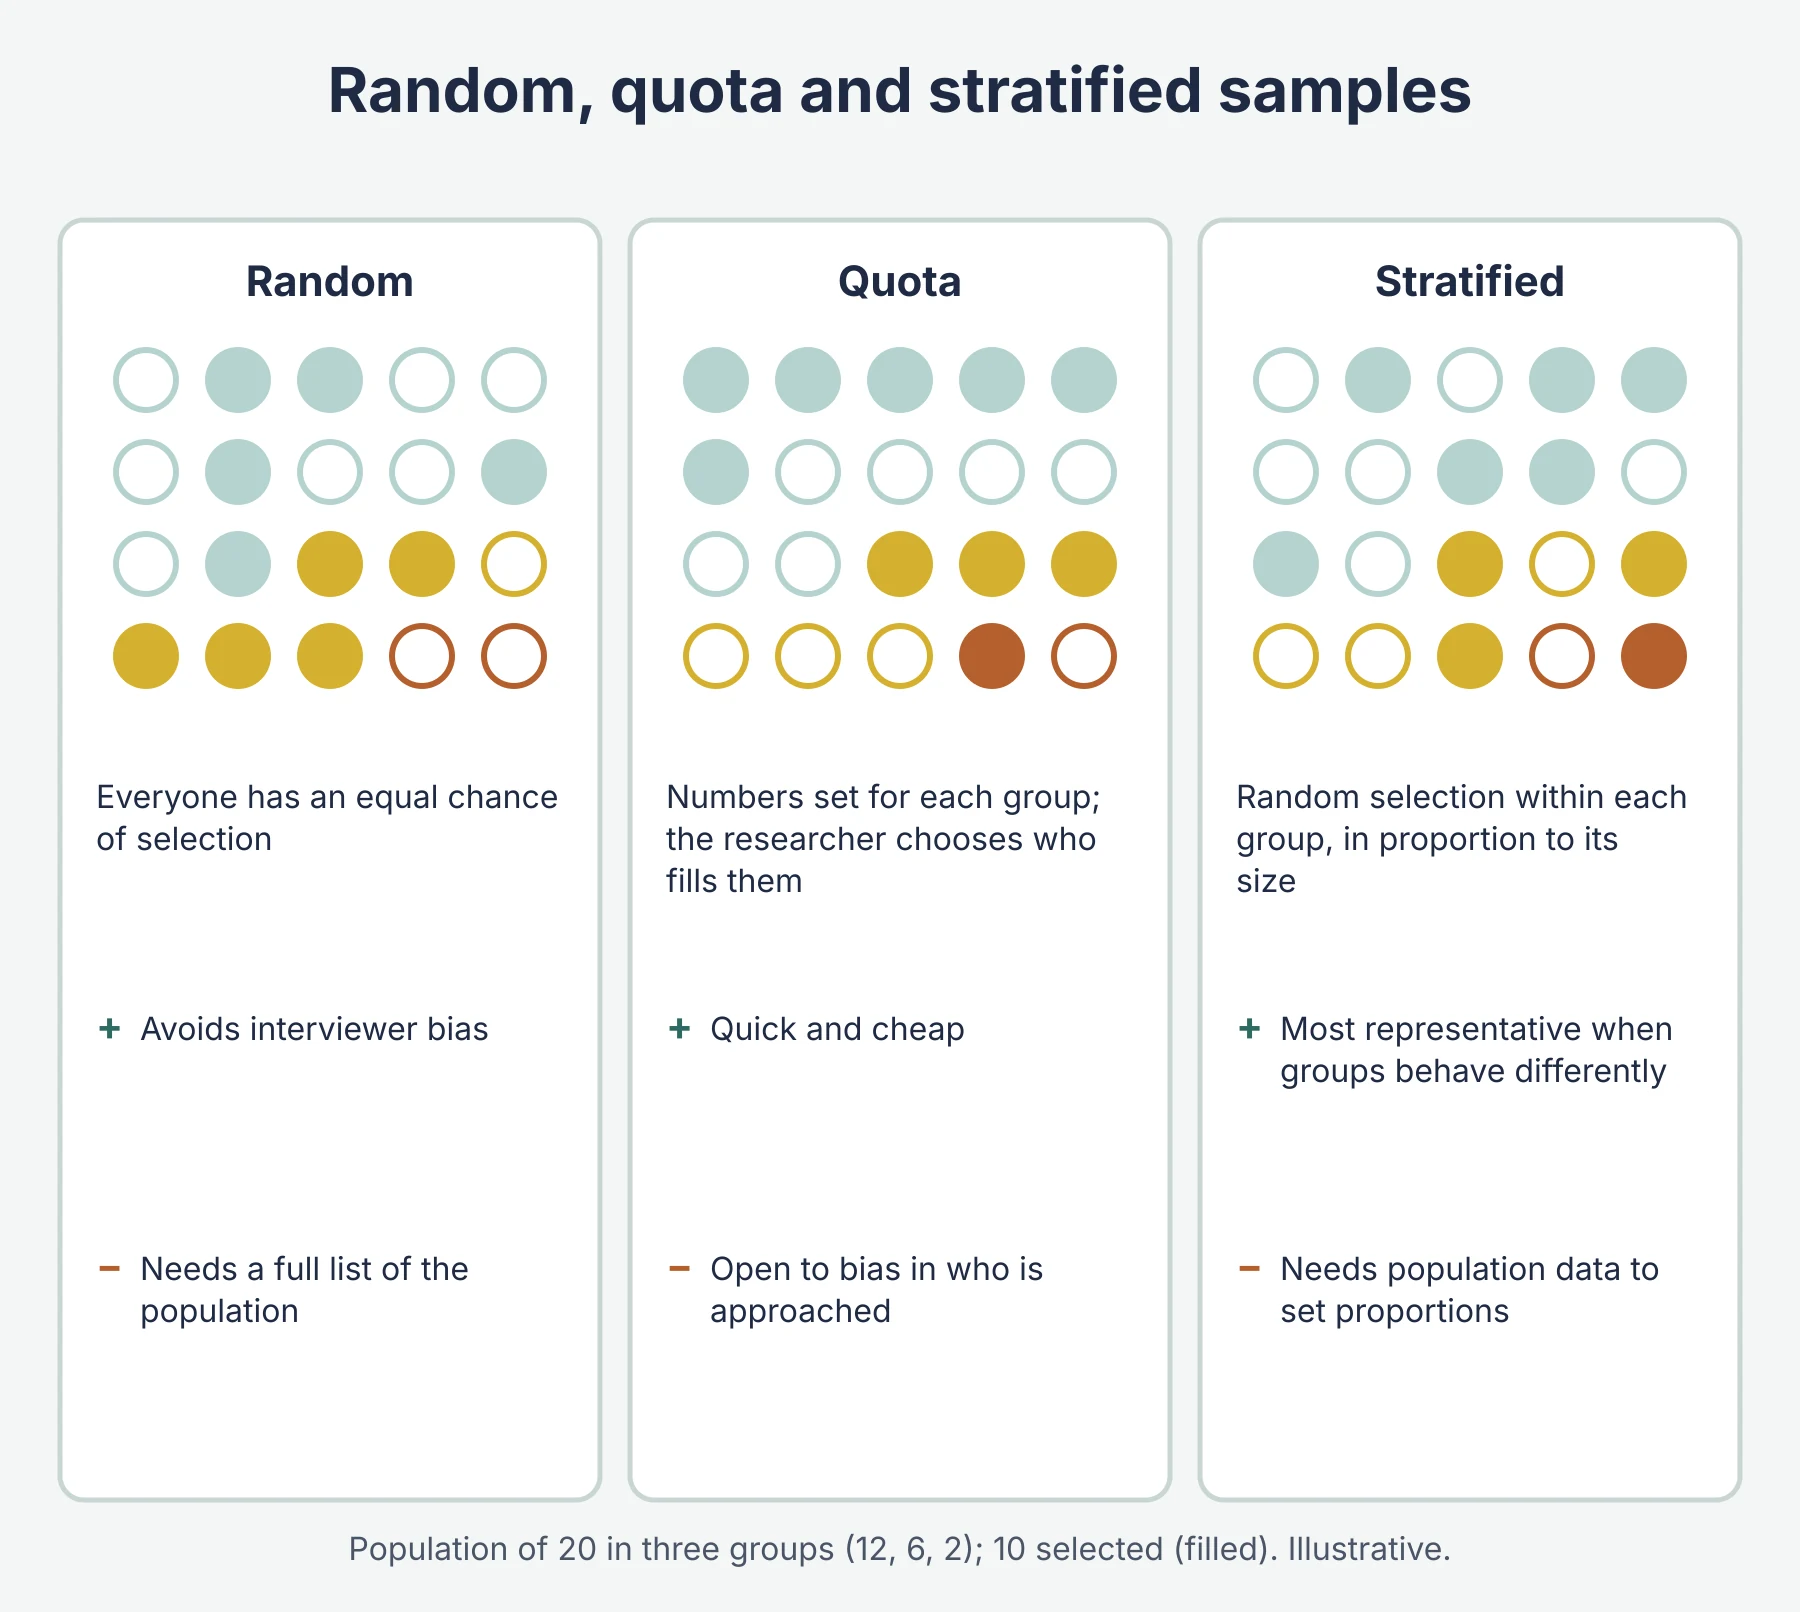 Random, quota and stratified samples
Random
Everyone has an equal chance
of selection
+ Avoids interviewer bias
− Needs a full list of the
population
Quota
Numbers set for each group;
the researcher chooses who
fills them
+ Quick and cheap
− Open to bias in who is
approached
Stratified
Random selection within each
group, in proportion to its
size
+ Most representative when
groups behave differently
− Needs population data to
set proportions
Population of 20 in three groups (12, 6, 2); 10 selected (filled). Illustrative.